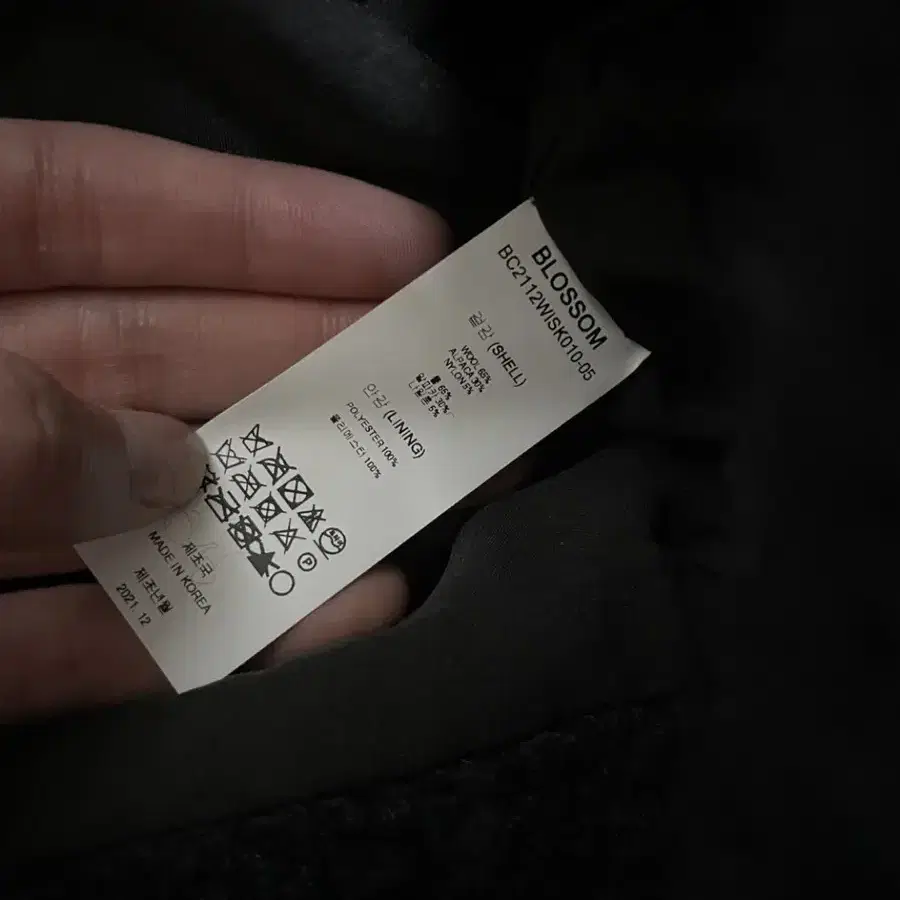 BLOSSOM
BC2112WISK010-05
겉감 (SHELL)
WOOL 65%
ALPACA 30%
NYLON 5%
울 65%
알파카 30%
나일론 5%
안감 (LINING)
POLYESTER 100%
폴리에스터 100%
P
제조국
MADE IN KOREA
제조년월
2021. 12